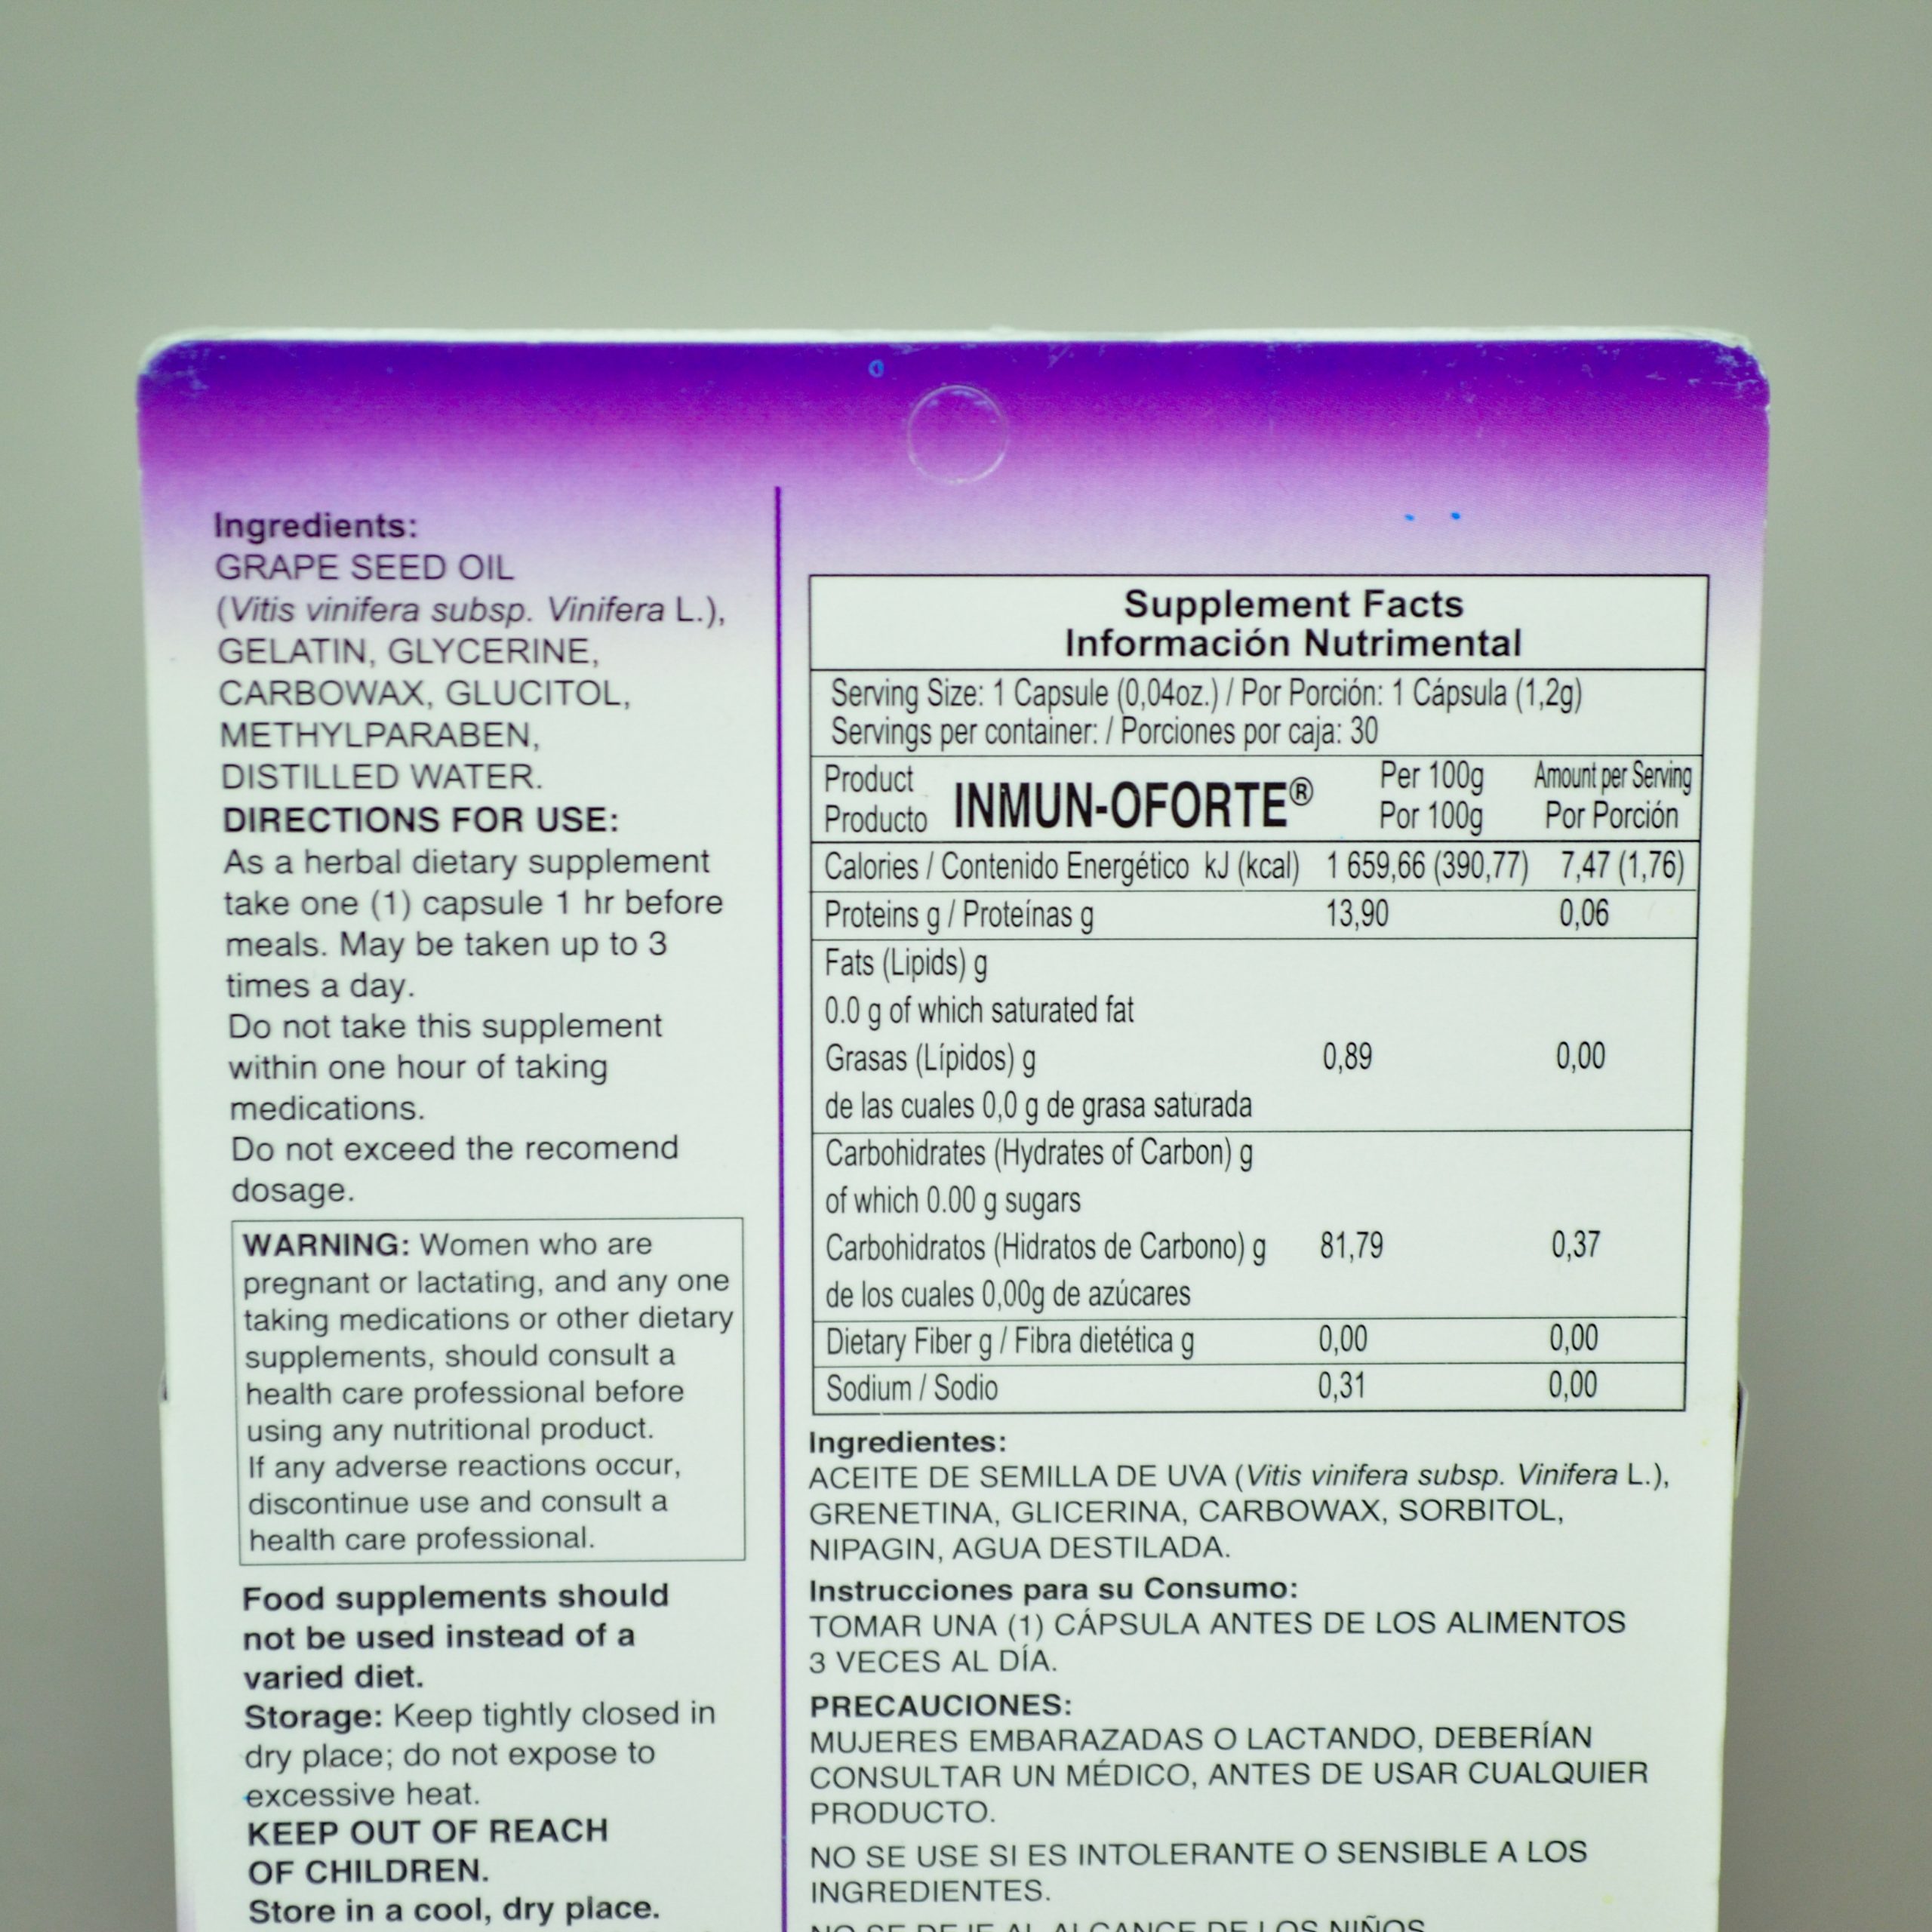 Ingredients:
GRAPE SEED OIL
(Vitis vinifera subsp. Vinifera L.),
GELATIN, GLYCERINE,
CARBOWAX, GLUCITOL,
METHYLPARABEN,
DISTILLED WATER.
DIRECTIONS FOR USE:
As a herbal dietary supplement
take one (1) capsule 1 hr before
meals. May be taken up to 3
times a day.
Do not take this supplement
within one hour of taking
medications.
Do not exceed the recomend
dosage.
WARNING: Women who are
pregnant or lactating, and any one
taking medications or other dietary
supplements, should consult a
health care professional before
using any nutritional product.
If any adverse reactions occur,
discontinue use and consult a
health care professional.
Food supplements should
not be used instead of a
varied diet.
Storage: Keep tightly closed in
dry place; do not expose to
excessive heat.
KEEP OUT OF REACH
OF CHILDREN.
Store in a cool, dry place.
Supplement Facts
Información Nutrimental
Serving Size: 1 Capsule (0,04oz.) / Por Porción: 1 Cápsula (1,2g)
Servings per container: / Porciones por caja: 30
Product
Producto
INMUN-OFORTE®
Per 100g
Por 100g
Amount per Serving
Por Porción
Calories / Contenido Energético kJ (kcal) 1 659,66 (390,77) 7,47 (1,76)
Proteins g / Proteínas g 13,90 0,06
Fats (Lipids) g
0.0 g of which saturated fat
Grasas (Lípidos) g 0,89 0,00
de las cuales 0,0 g de grasa saturada
Carbohidrates (Hydrates of Carbon) g
of which 0.00 g sugars
Carbohidratos (Hidratos de Carbono) g 81,79 0,37
de los cuales 0,00g de azúcares
Dietary Fiber g / Fibra dietética g 0,00 0,00
Sodium / Sodio 0,31 0,00
Ingredientes:
ACEITE DE SEMILLA DE UVA (Vitis vinifera subsp. Vinifera L.),
GRENETINA, GLICERINA, CARBOWAX, SORBITOL,
NIPAGIN, AGUA DESTILADA.
Instrucciones para su Consumo:
TOMAR UNA (1) CÁPSULA ANTES DE LOS ALIMENTOS
3 VECES AL DÍA.
PRECAUCIONES:
MUJERES EMBARAZADAS O LACTANDO, DEBERÍAN
CONSULTAR UN MÉDICO, ANTES DE USAR CUALQUIER
PRODUCTO.
NO SE USE SI ES INTOLERANTE O SENSIBLE A LOS
INGREDIENTES.
NO SE DEJE AL ALCANCE DE LOS NIÑOS